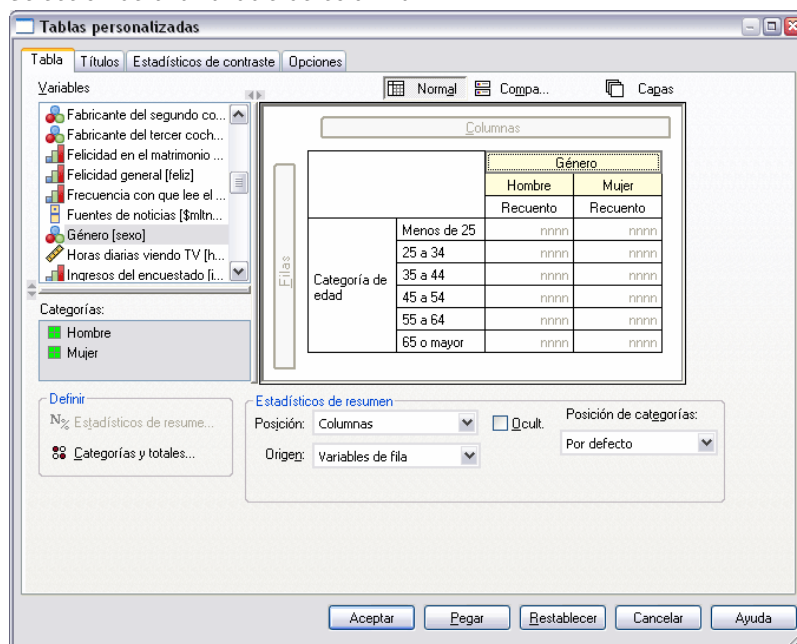 Tablas personalizadas
Tabla Títulos Estadísticos de contraste Opciones
Variables
Normal Compa... Capas
Fabricante del segundo co...
Fabricante del tercer coch...
Felicidad en el matrimonio ...
Felicidad general [feliz]
Frecuencia con que lee el ...
Fuentes de noticias [$mltn...
Género [sexo]
Horas diarias viendo TV [h...
Ingresos del encuestado [i...
Categorías:
Hombre
Mujer
Columnas
Filas
Género
Hombre Mujer
Recuento Recuento
Categoría de edad
Menos de 25 nnnn nnnn
25 a 34 nnnn nnnn
35 a 44 nnnn nnnn
45 a 54 nnnn nnnn
55 a 64 nnnn nnnn
65 o mayor nnnn nnnn
Definir
N% Estadísticos de resume...
Categorías y totales...
Estadísticos de resumen
Posición: Columnas Ocult.
Origen: Variables de fila
Posición de categorías:
Por defecto
Aceptar Pegar Restablecer Cancelar Ayuda